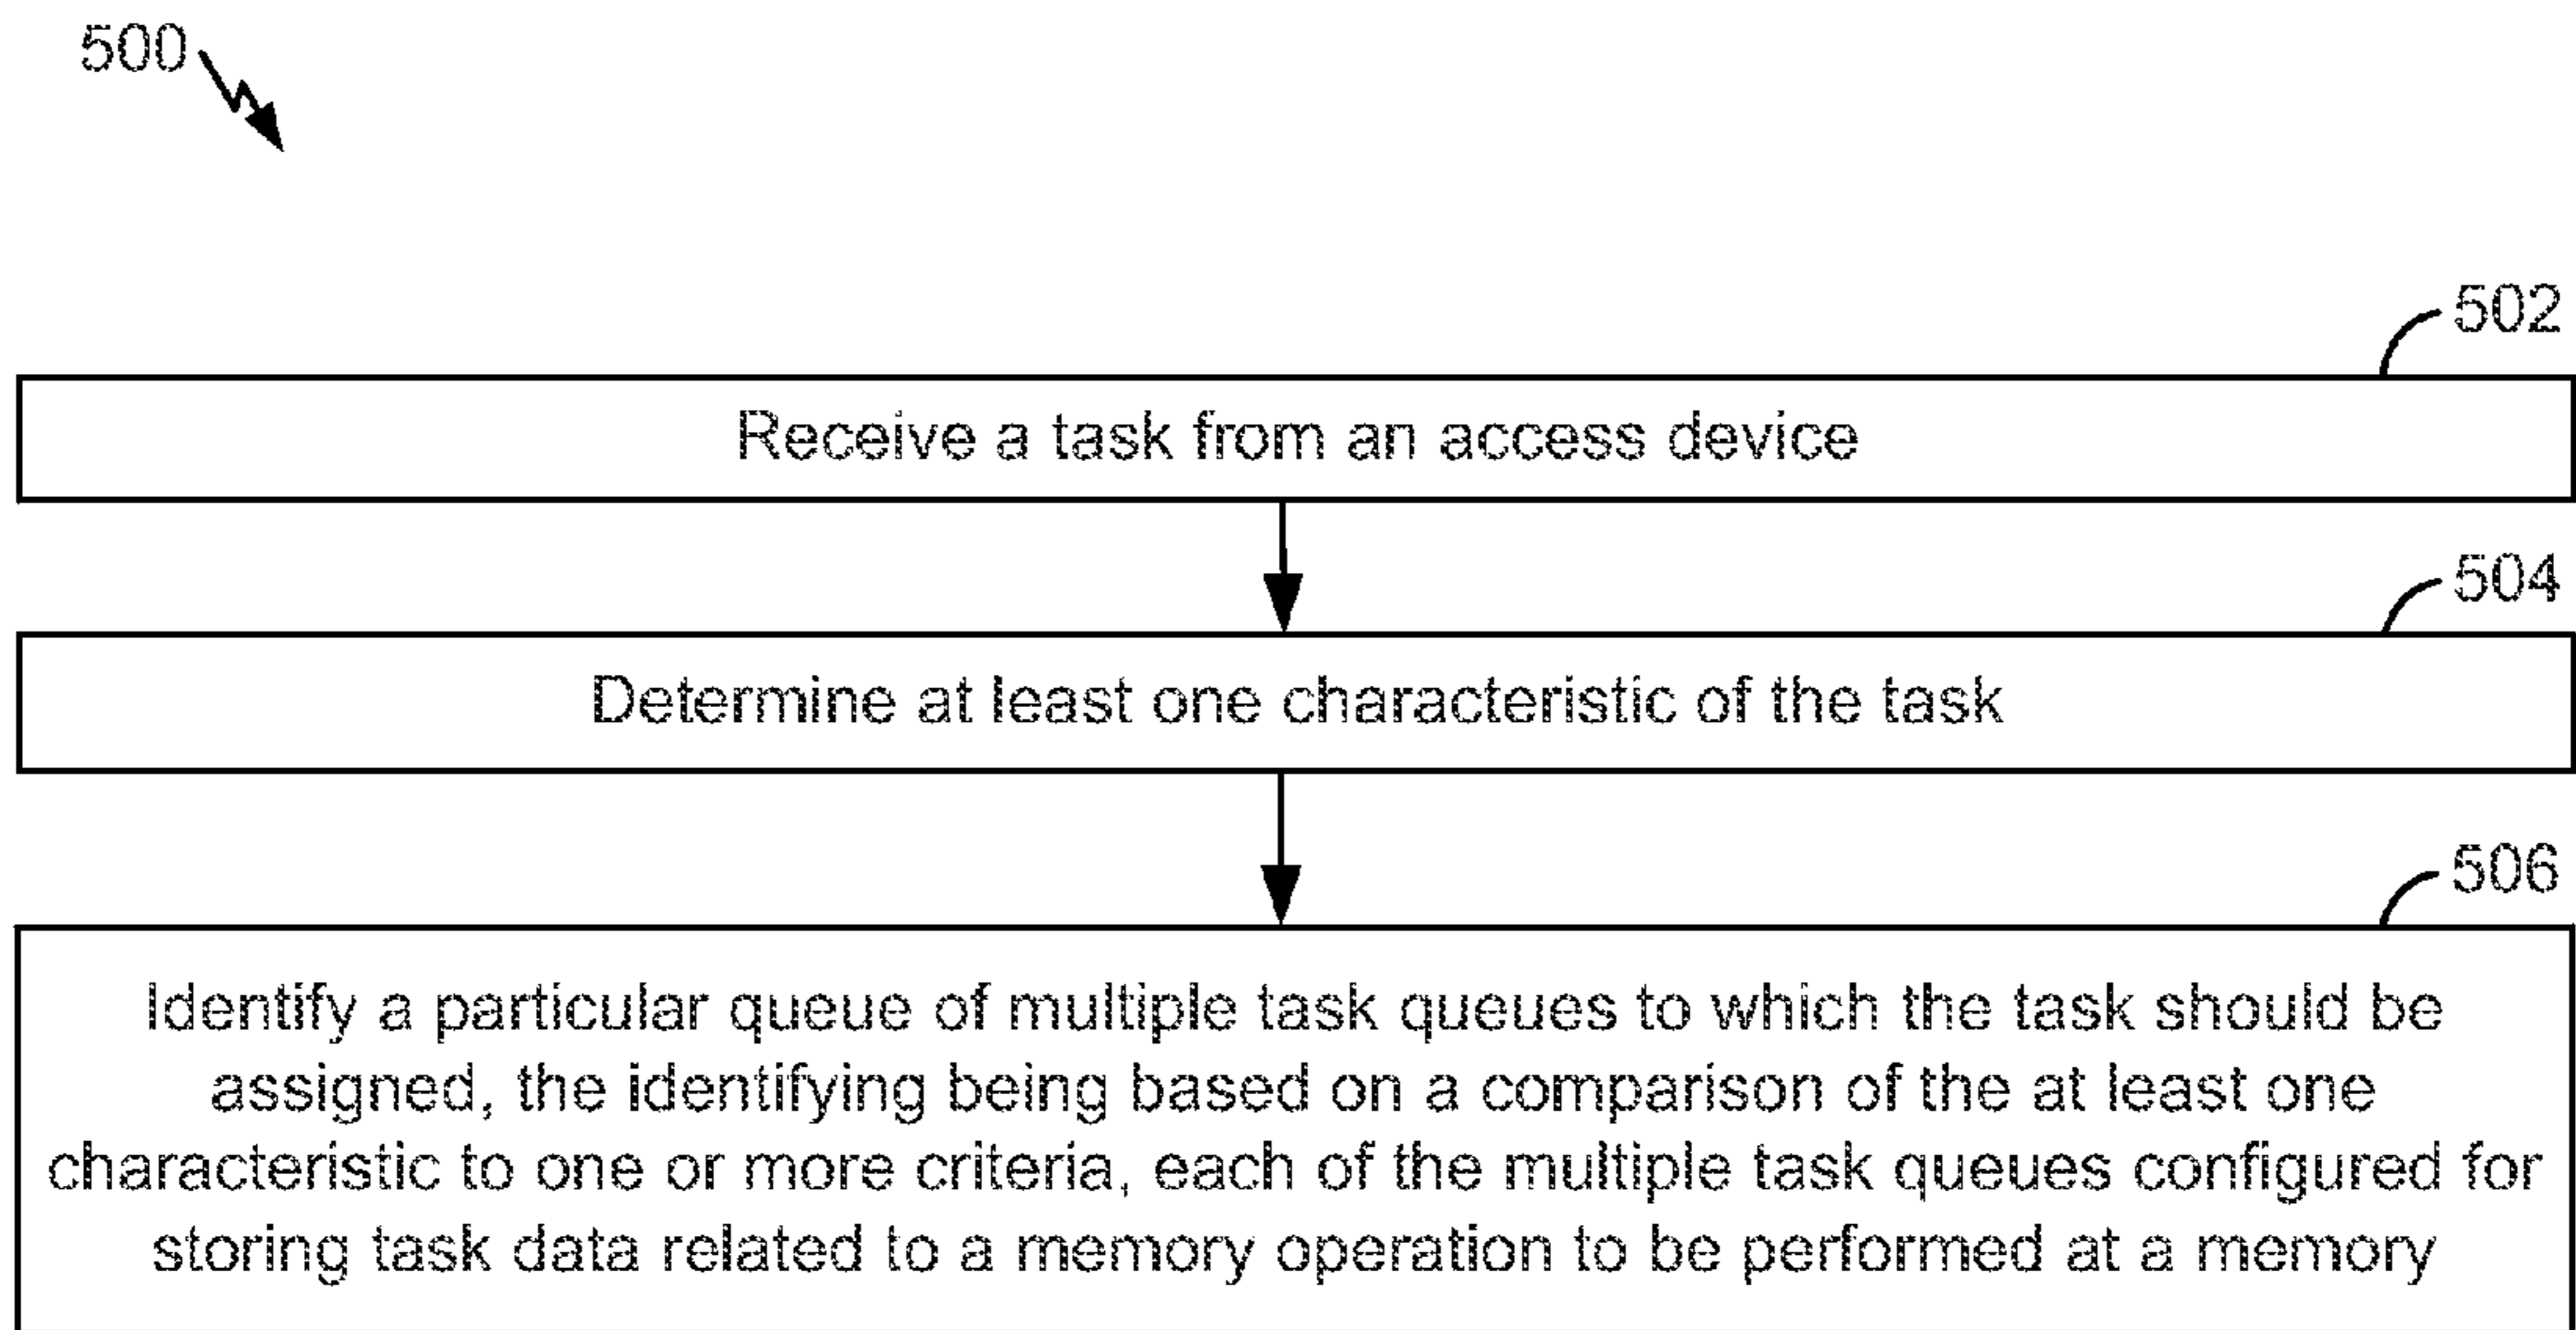 500
502
Receive a task from an access device
504
Determine at least one characteristic of the task
506
Identify a particular queue of multiple task queues to which the task should be
assigned, the identifying being based on a comparison of the at least one
characteristic to one or more criteria, each of the multiple task queues configured for
storing task data related to a memory operation to be performed at a memory